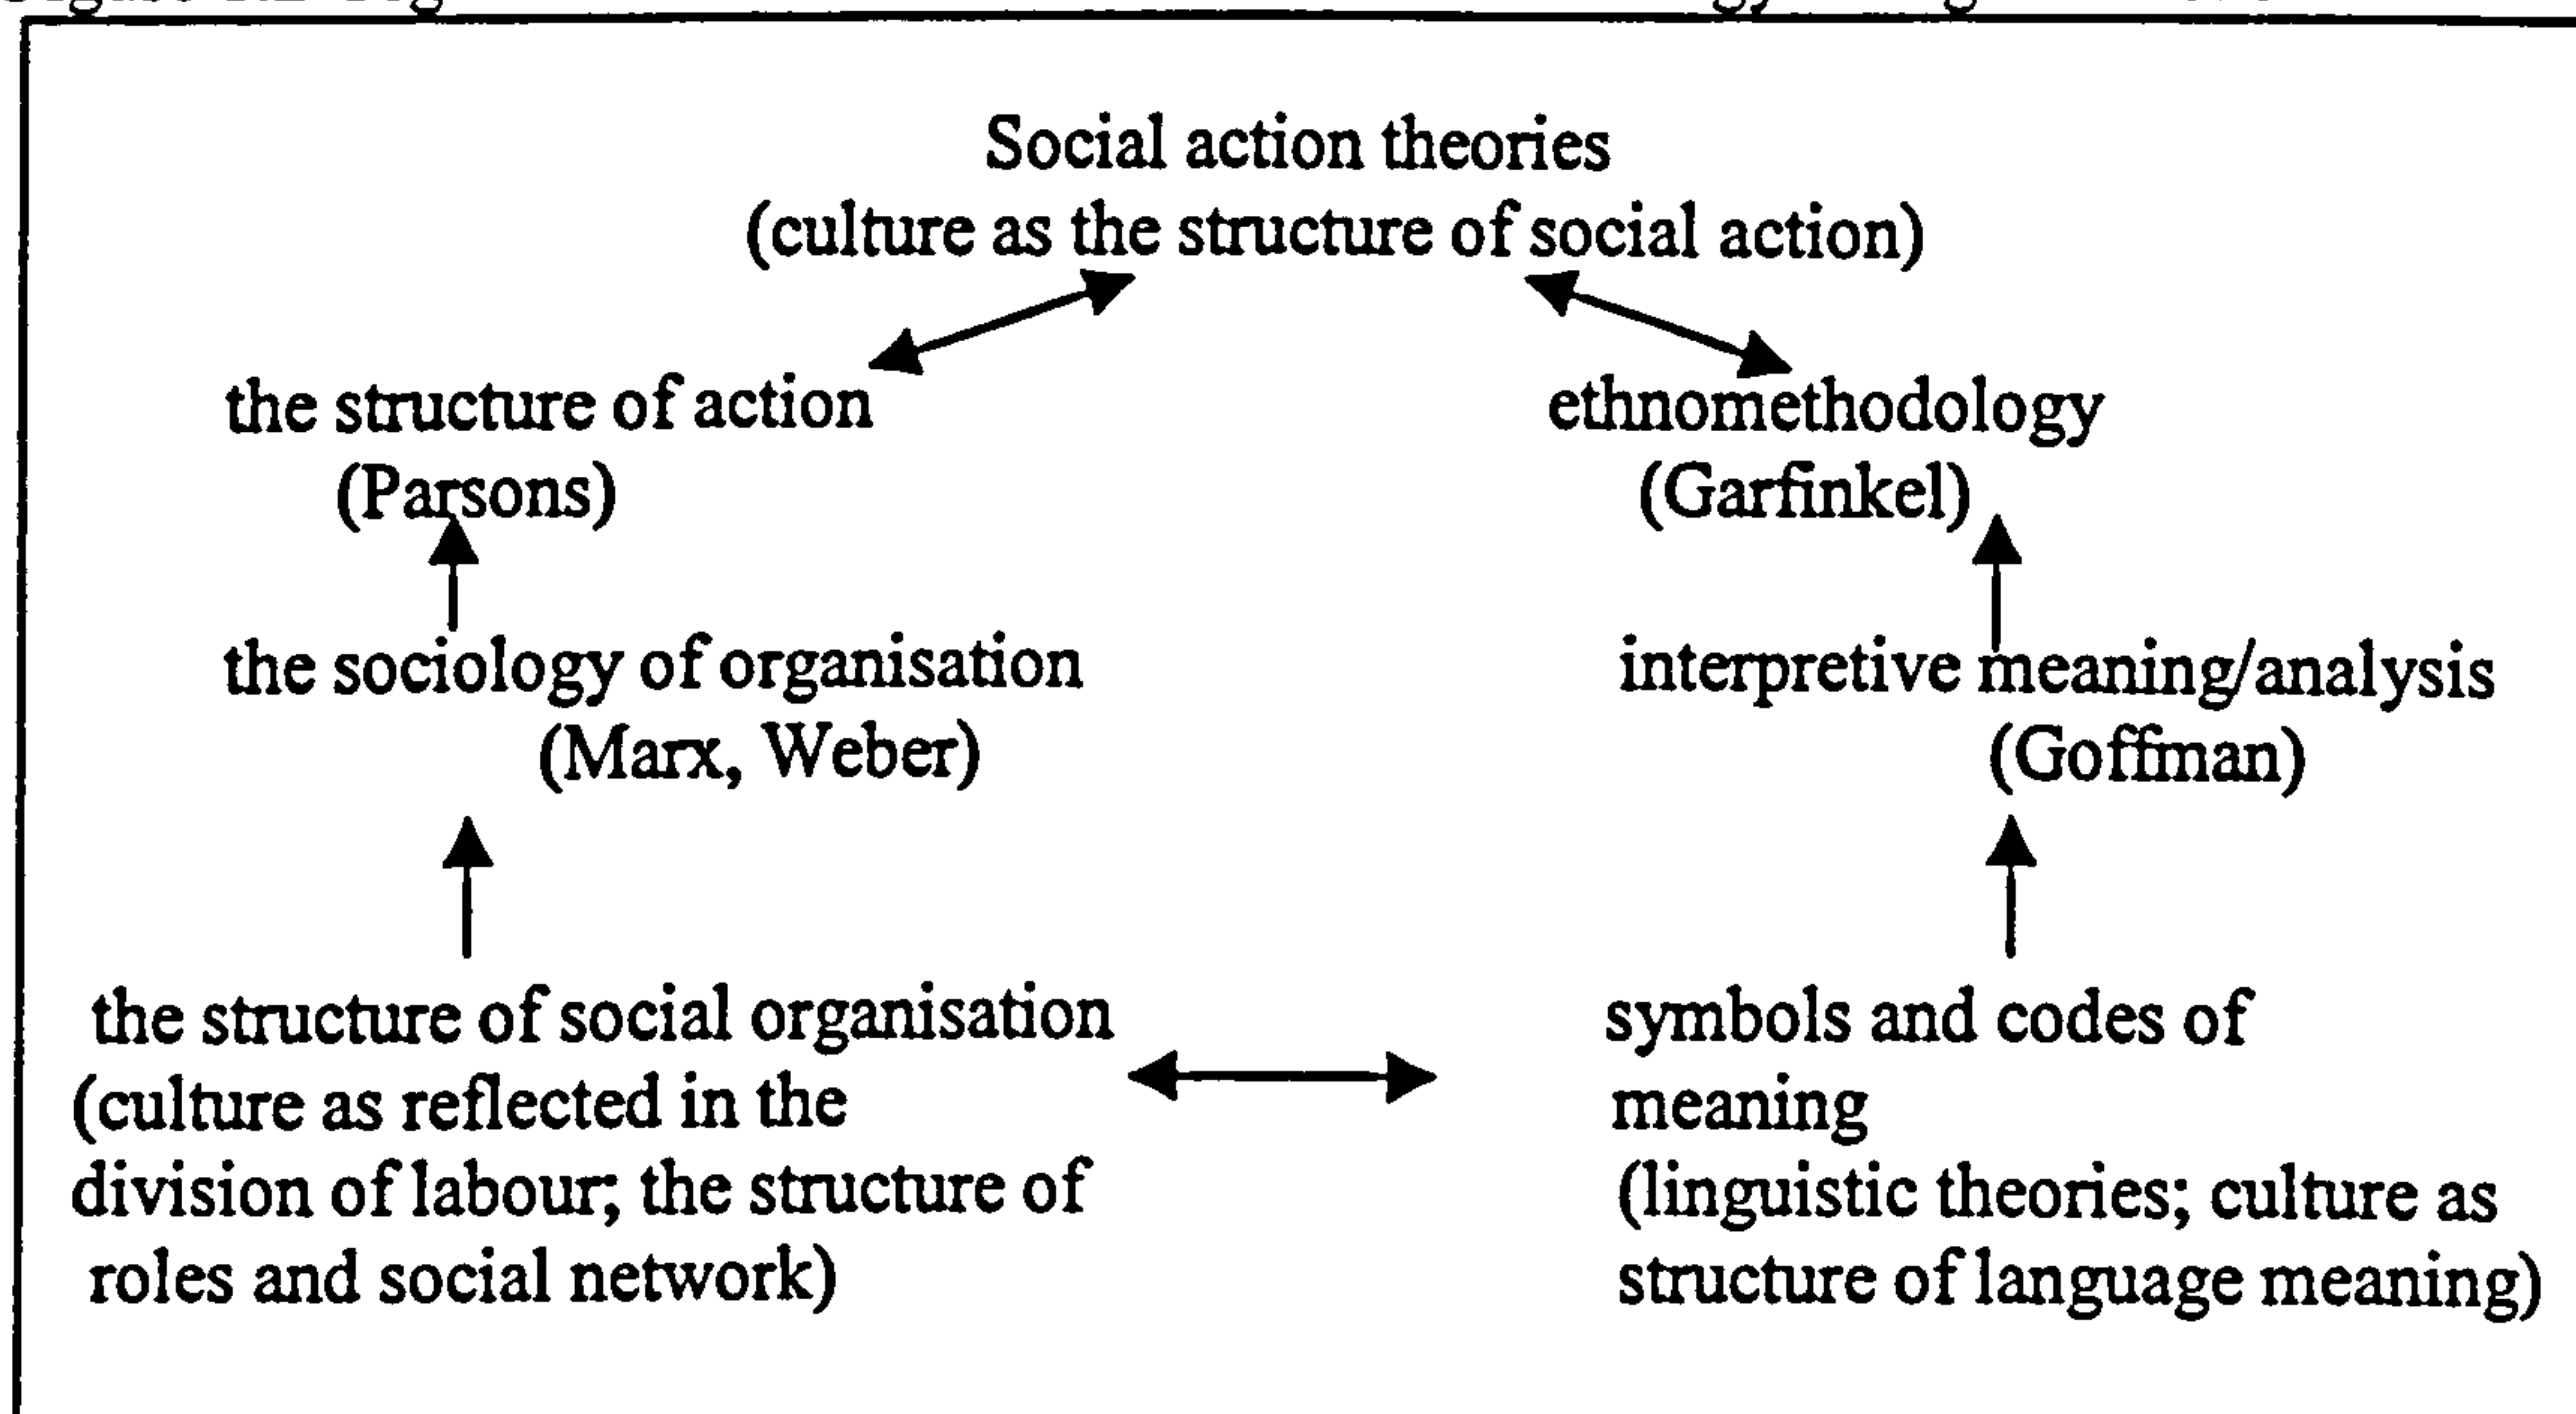 Social action theories
(culture as the structure of social action)
the structure of action
(Parsons)
ethnomethodology
(Garfinkel)
the sociology of organisation
(Marx, Weber)
interpretive meaning/analysis
(Goffman)
the structure of social organisation
(culture as reflected in the
division of labour; the structure of
roles and social network)
symbols and codes of
meaning
(linguistic theories; culture as
structure of language meaning)